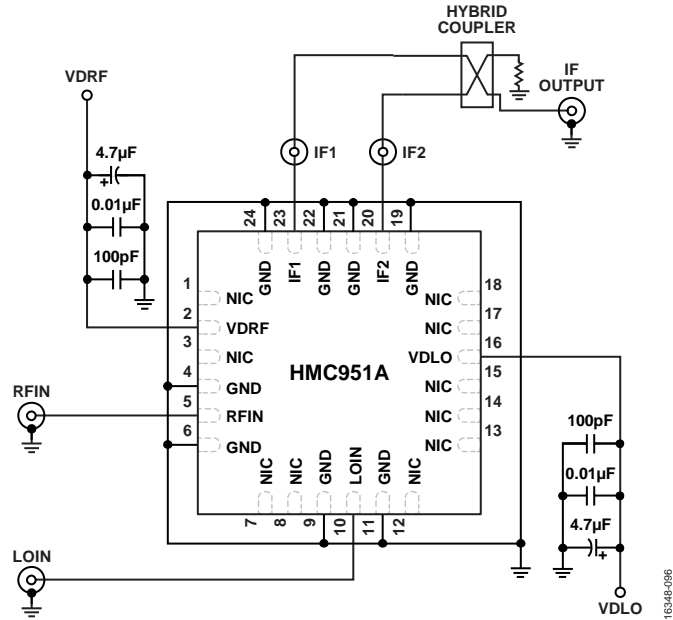 HYBRID
COUPLER
VDRF
IF
OUTPUT
4.7µF
+
0.01µF
100pF
IF1
IF2
24
23
22
21
20
19
GND
IF1
GND
GND
IF2
GND
1
NIC
2
VDRF
3
NIC
4
GND
5
RFIN
6
GND
RFIN
HMC951A
18
NIC
17
NIC
16
VDLO
15
NIC
14
NIC
13
NIC
NIC
NIC
GND
LOIN
GND
NIC
7
8
9
10
11
12
100pF
0.01µF
4.7µF
+
LOIN
VDLO
16348-096